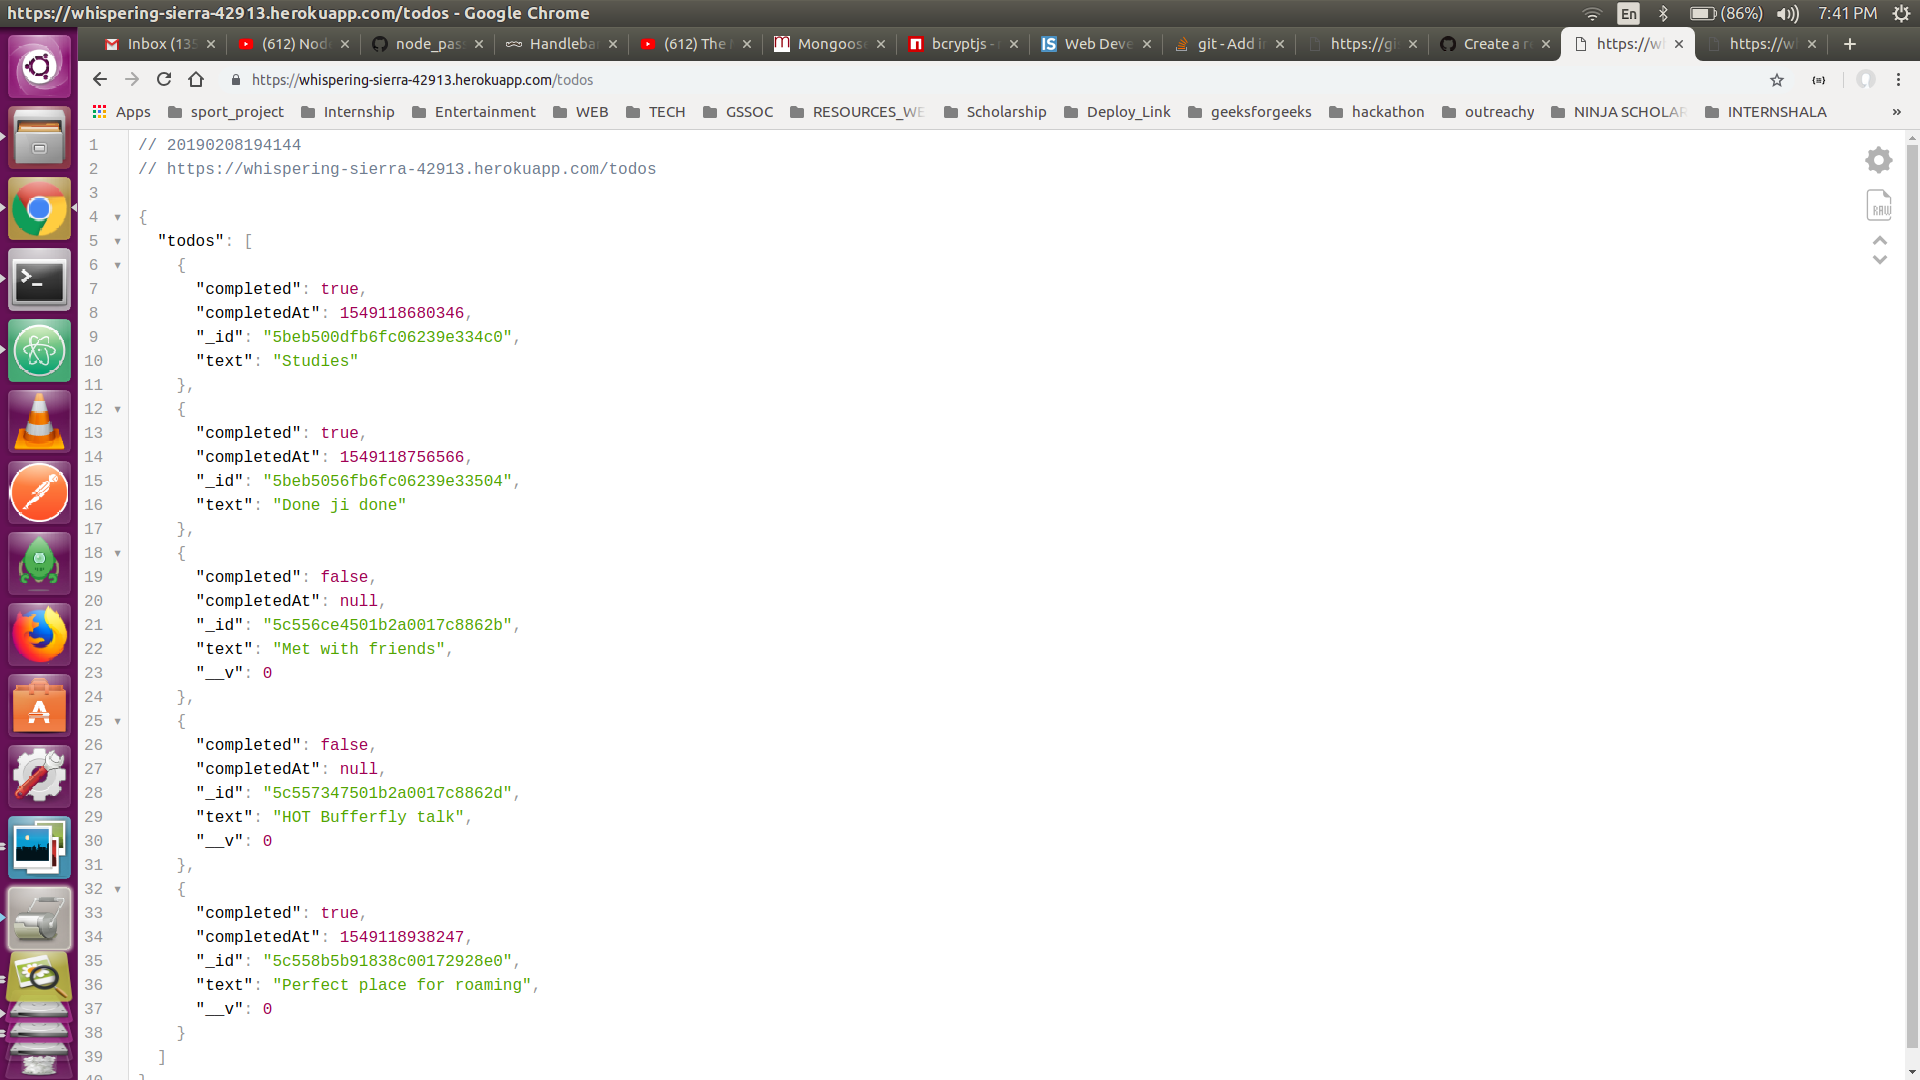 https://whispering-sierra-42913.herokuapp.com/todos - Google Chrome
En (86%) 7:41 PM
Inbox (135 (612) Nod node_pas Handleba (612) The M Mongoose bcryptjs - Web Deve git - Add i https://gi Create a re https://w https://w
https://whispering-sierra-42913.herokuapp.com/todos
Apps sport_project Internship Entertainment WEB TECH GSSOC RESOURCES_WE Scholarship Deploy_Link geeksforgeeks hackathon outreachy NINJA SCHOLAR INTERNSHALA »
1 // 20190208194144
2 // https://whispering-sierra-42913.herokuapp.com/todos
3
4 {
5 "todos": [
6 {
7 "completed": true,
8 "completedAt": 1549118680346,
9 "_id": "5beb500dfb6fc06239e334c0",
10 "text": "Studies"
11 },
12 {
13 "completed": true,
14 "completedAt": 1549118756566,
15 "_id": "5beb5056fb6fc06239e33504",
16 "text": "Done ji done"
17 },
18 {
19 "completed": false,
20 "completedAt": null,
21 "_id": "5c556ce4501b2a0017c8862b",
22 "text": "Met with friends",
23 "__v": 0
24 },
25 {
26 "completed": false,
27 "completedAt": null,
28 "_id": "5c557347501b2a0017c8862d",
29 "text": "HOT Bufferfly talk",
30 "__v": 0
31 },
32 {
33 "completed": true,
34 "completedAt": 1549118938247,
35 "_id": "5c558b5b91838c00172928e0",
36 "text": "Perfect place for roaming",
37 "__v": 0
38 }
39 ]
40 }
RAW